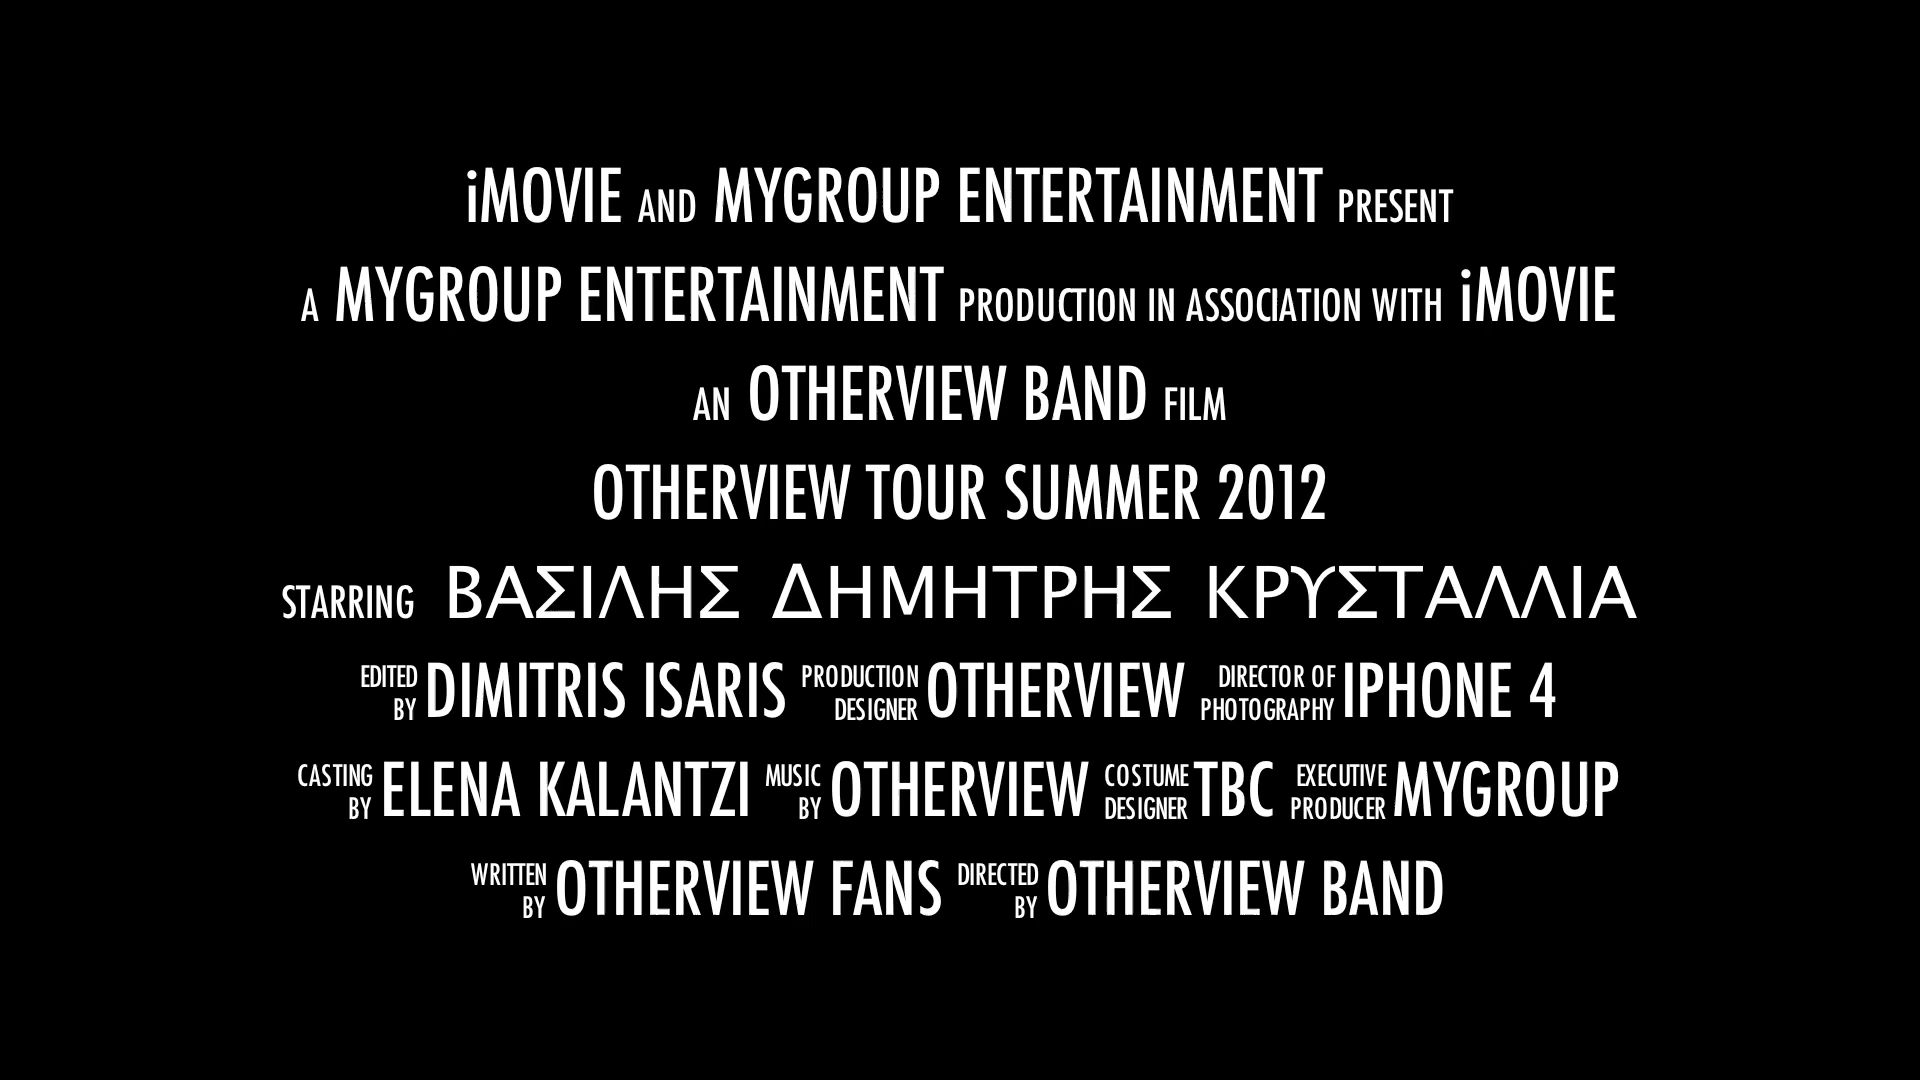 iMOVIE AND MYGROUP ENTERTAINMENT PRESENT
A MYGROUP ENTERTAINMENT PRODUCTION IN ASSOCIATION WITH iMOVIE
AN OTHERVIEW BAND FILM
OTHERVIEW TOUR SUMMER 2012
STARRING ΒΑΣΙΛΗΣ ΔΗΜΗΤΡΗΣ ΚΡΥΣΤΑΛΛΙΑ
EDITED BY DIMITRIS ISARIS PRODUCTION DESIGNER OTHERVIEW DIRECTOR OF PHOTOGRAPHY IPHONE 4
CASTING BY ELENA KALANTZI MUSIC BY OTHERVIEW COSTUME DESIGNER TBC EXECUTIVE PRODUCER MYGROUP
WRITTEN BY OTHERVIEW FANS DIRECTED BY OTHERVIEW BAND